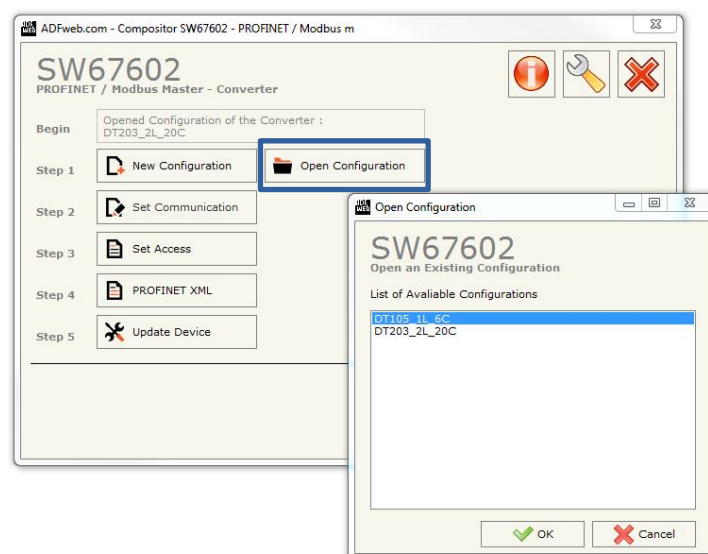 ADFweb.com - Compositor SW67602 - PROFINET / Modbus m
SW67602
PROFINET / Modbus Master - Converter
Begin
Opened Configuration of the Converter :
DT203_2L_20C
Step 1
New Configuration
Open Configuration
Step 2
Set Communication
Step 3
Set Access
Step 4
PROFINET XML
Step 5
Update Device
ADF
WEB
Open Configuration
SW67602
Open an Existing Configuration
List of Avaliable Configurations
DT105_1L_6C
DT203_2L_20C
OK
Cancel